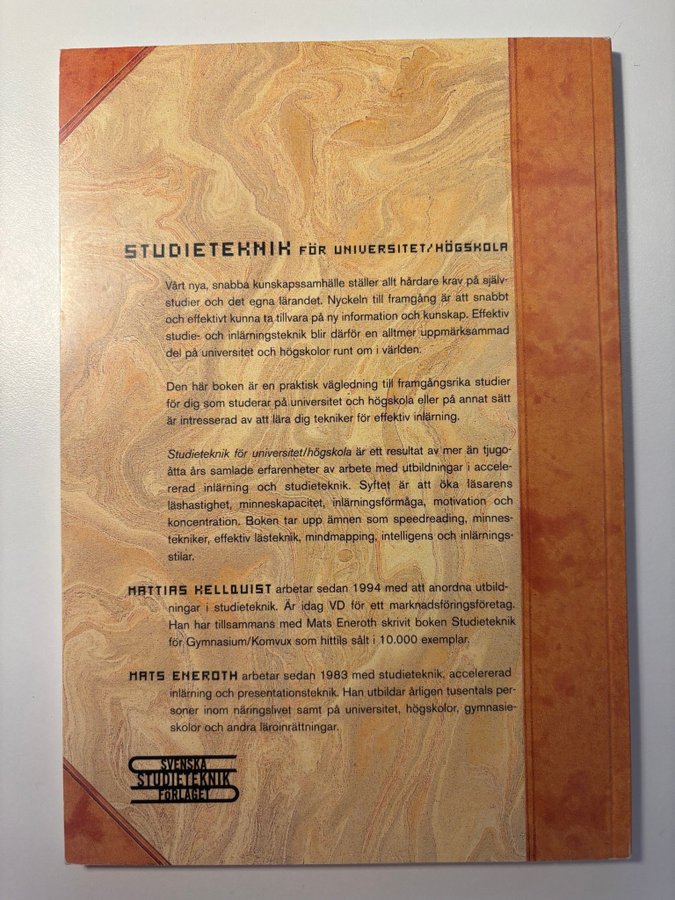 STUDIETEKNIK FÖR UNIVERSITET/HÖGSKOLA
Vårt nya, snabba kunskapssamhälle ställer allt hårdare krav på själv-
studier och det egna lärandet. Nyckeln till framgång är att snabbt
och effektivt kunna ta tillvara på ny information och kunskap. Effektiv
studie- och inlärningsteknik blir därför en alltmer uppmärksammad
del på universitet och högskolor runt om i världen.
Den här boken är en praktisk vägledning till framgångsrika studier
för dig som studerar på universitet och högskola eller på annat sätt
är intresserad av att lära dig tekniker för effektiv inlärning.
Studieteknik för universitet/högskola är ett resultat av mer än tjugo-
åtta års samlade erfarenheter av arbete med utbildningar i accele-
rerad inlärning och studieteknik. Syftet är att öka läsarens
läshastighet, minneskapacitet, inlärningsförmåga, motivation och
koncentration. Boken tar upp ämnen som speedreading, minnes-
tekniker, effektiv lästeknik, mindmapping, intelligens och inlärnings-
stilar.
MATTIAS KELLQUIST arbetar sedan 1994 med att anordna utbild-
ningar i studieteknik. Är idag VD för ett marknadsföringsföretag.
Han har tillsammans med Mats Eneroth skrivit boken Studieteknik
för Gymnasium/Komvux som hittils sålt i 10.000 exemplar.
MATS ENEROTH arbetar sedan 1983 med studieteknik, accelererad
inlärning och presentationsteknik. Han utbildar årligen tusentals per-
soner inom näringslivet samt på universitet, högskolor, gymnasie-
skolor och andra läroinrättningar.
SVENSKA
STUDIETEKNIK
FÖRLAGET